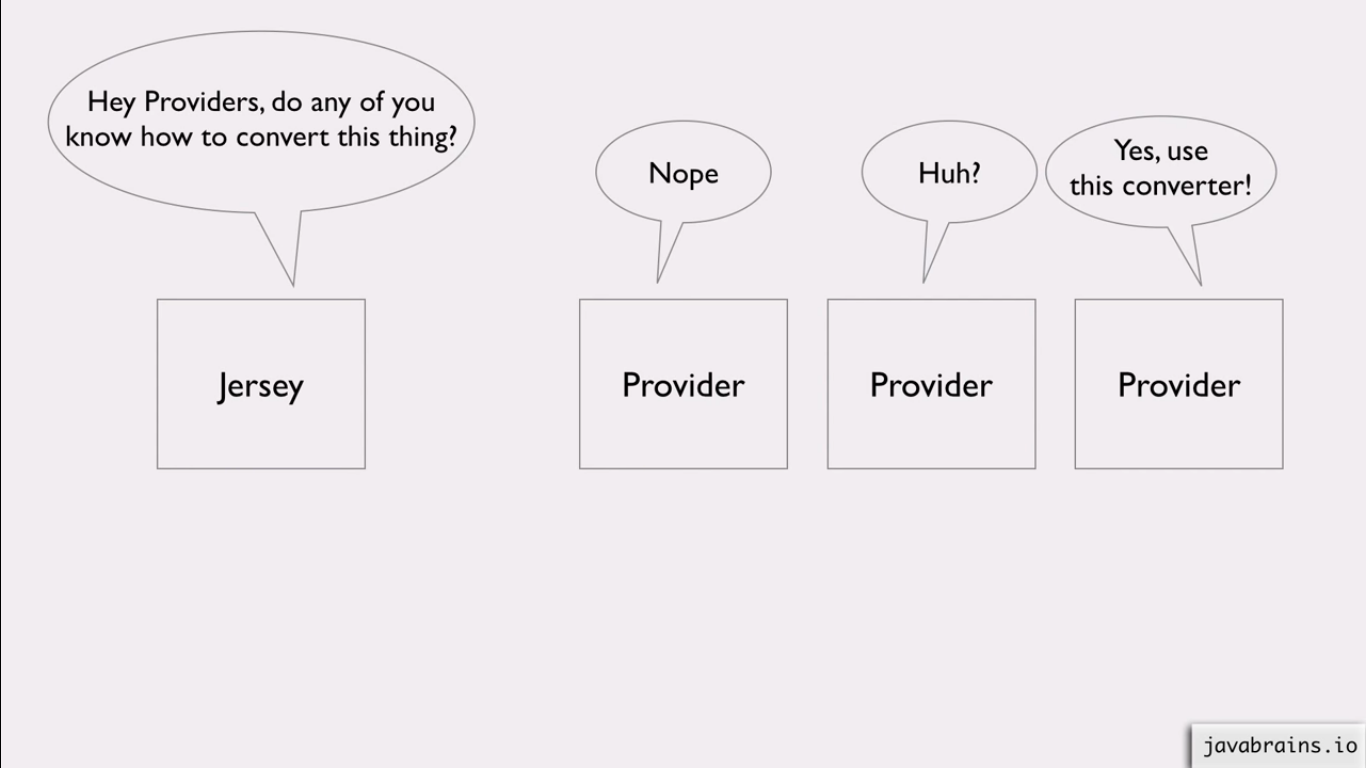 Hey Providers, do any of you
know how to convert this thing?
Nope
Huh?
Yes, use
this converter!
Jersey
Provider
Provider
Provider
javabrains.io